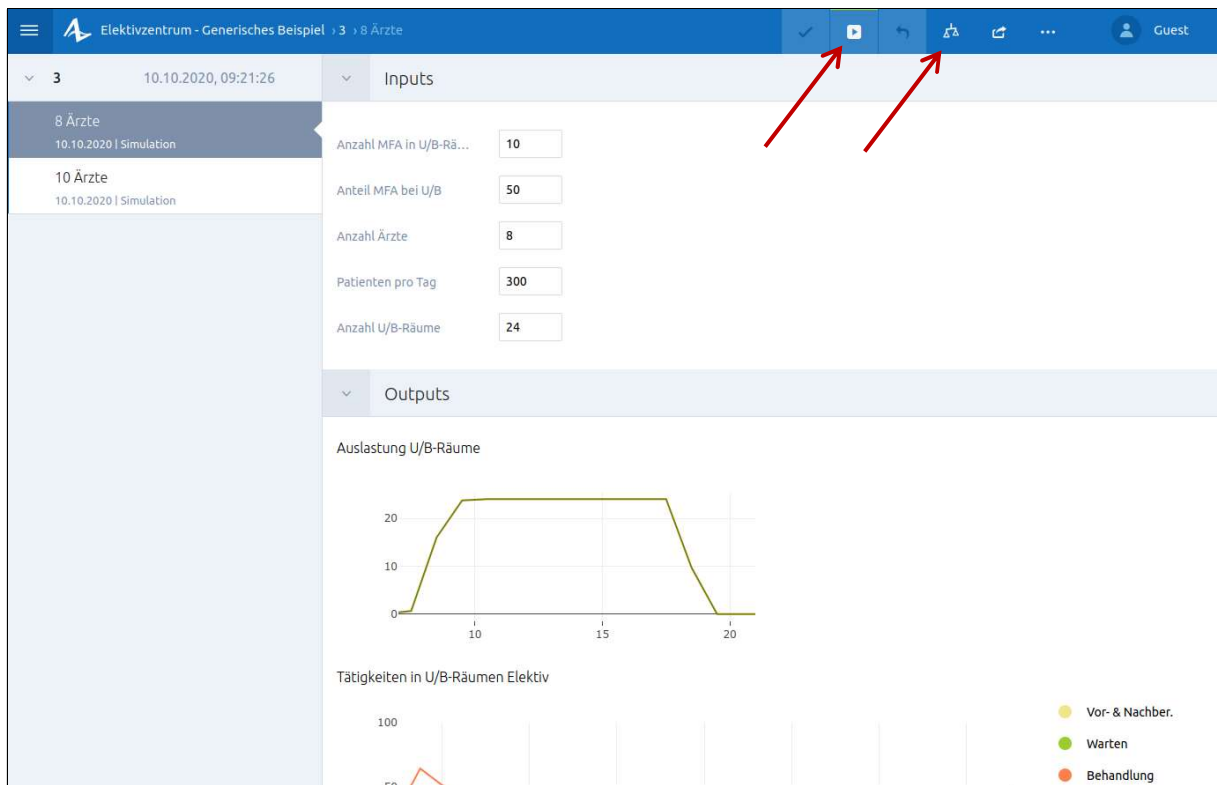 Elektivzentrum - Generisches Beispiel › 3 › 8 Ärzte
Guest
3 10.10.2020, 09:21:26
8 Ärzte
10.10.2020 | Simulation
10 Ärzte
10.10.2020 | Simulation
Inputs
Anzahl MFA in U/B-Rä... 10
Anteil MFA bei U/B 50
Anzahl Ärzte 8
Patienten pro Tag 300
Anzahl U/B-Räume 24
Outputs
Auslastung U/B-Räume
20
10
0
10 15 20
Tätigkeiten in U/B-Räumen Elektiv
100
50
Vor- & Nachber.
Warten
Behandlung